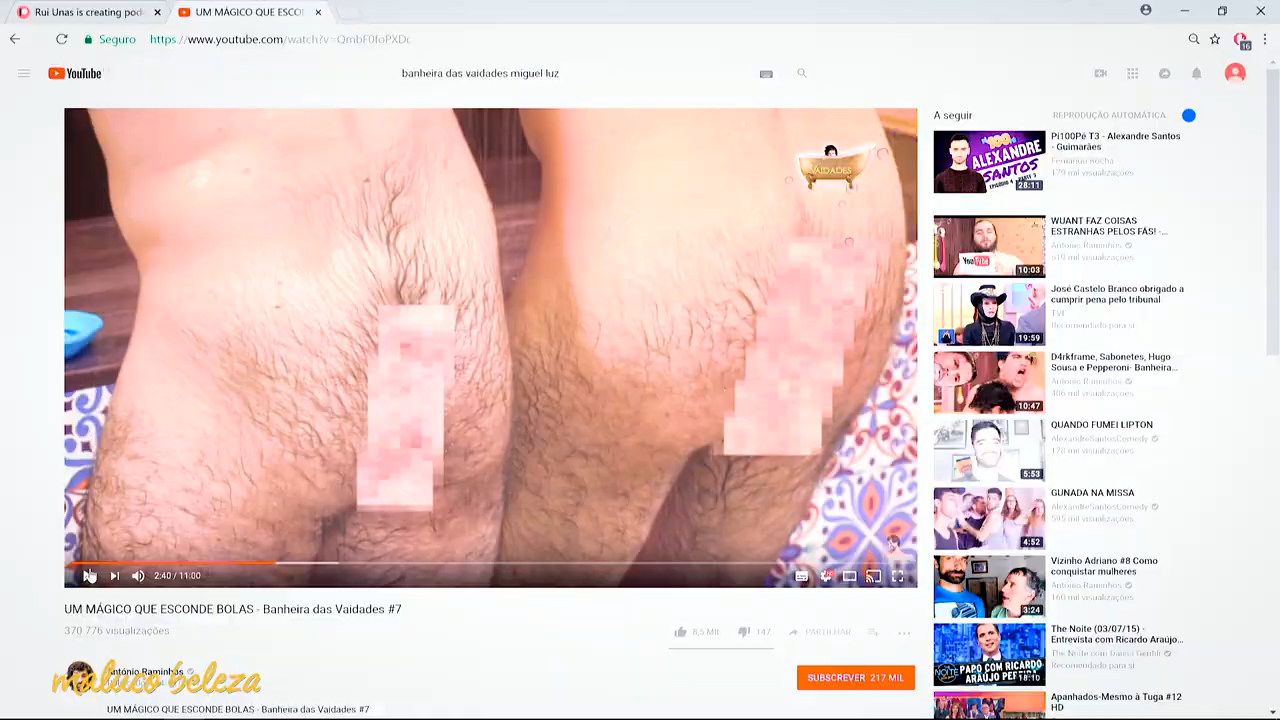 Rui Unas is creating pod
UM MÁGICO QUE ESCO
Seguro
https://www.youtube.com/watch?v=QmbF0foPXDc
16
YouTube
banheira das vaidades miguel luz
VAIDADES
2:40 / 11:00
UM MÁGICO QUE ESCONDE BOLAS - Banheira das Vaidades #7
370 776 visualizações
8,5 MIL
147
PARTILHAR
António Raminhos
SUBSCREVER 217 MIL
UM MÁGICO QUE ESCONDE BOLAS - Banheira das Vaidades #7
A seguir
REPRODUÇÃO AUTOMÁTICA
ALEXANDRE
SANTOS
28:11
Pi100Pé T3 - Alexandre Santos
- Guimarães
Fernando Rocha
179 mil visualizações
YouTube
10:03
WUANT FAZ COISAS
ESTRANHAS PELOS FÃS! -...
António Raminhos
519 mil visualizações
19:59
José Castelo Branco obrigado a
cumprir pena pelo tribunal
TVI
Recomendado para si
10:47
D4rkframe, Sabonetes, Hugo
Sousa e Pepperoni- Banheira...
António Raminhos
406 mil visualizações
5:53
QUANDO FUMEI LIPTON
AlexandreSantosComedy
178 mil visualizações
4:52
GUNADA NA MISSA
AlexandreSantosComedy
595 mil visualizações
3:24
Vizinho Adriano #8 Como
conquistar mulheres
António Raminhos
160 mil visualizações
PAPO COM RICARDO
ARAÚJO PEREIRA
18:10
The Noite (03/07/15) -
Entrevista com Ricardo Araújo...
The Noite com Danilo Gentili
Recomendado para si
Apanhados-Mesmo à Tuga #12
HD